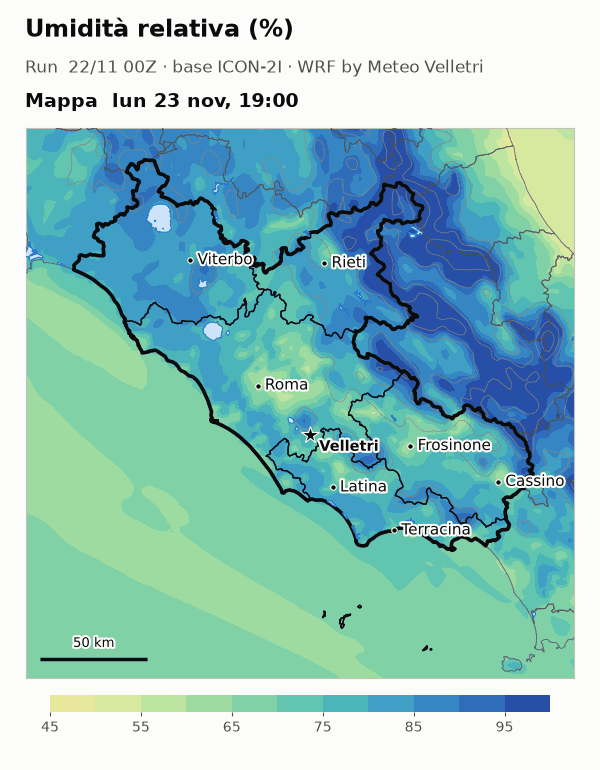 Umidità relativa (%)
Run  22/11 00Z · base ICON-2I · WRF by Meteo Velletri
Mappa  lun 23 nov, 19:00
Viterbo
Rieti
Roma
Velletri
Frosinone
Latina
Cassino
Terracina
50 km
45 55 65 75 85 95